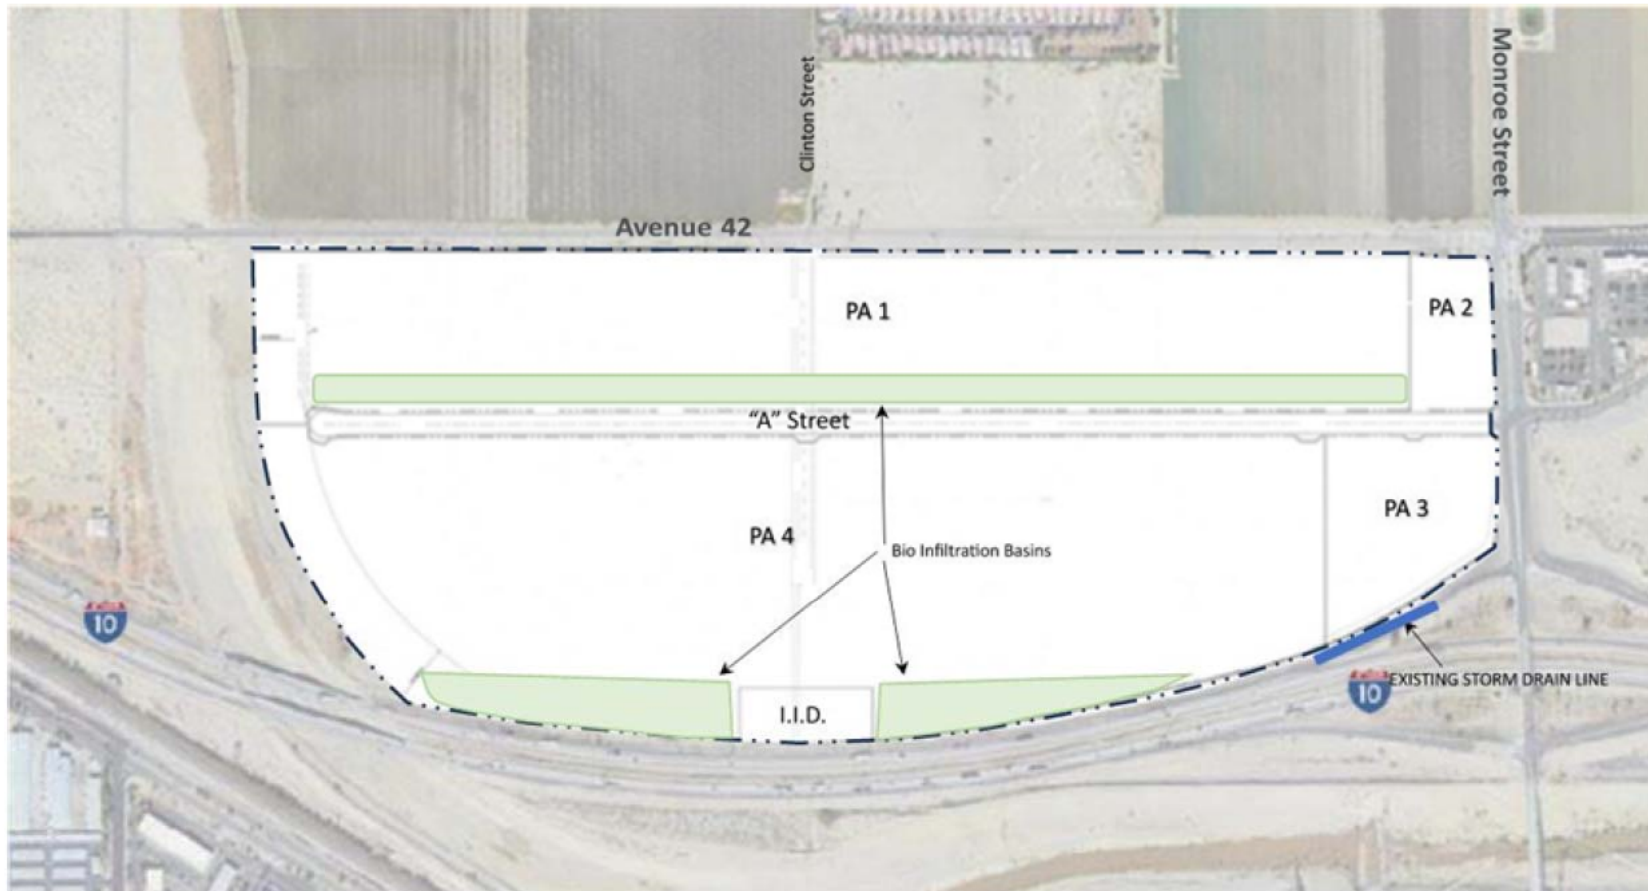 Clinton Street
Monroe Street
Avenue 42
PA 1
PA 2
"A" Street
PA 3
PA 4
Bio Infiltration Basins
10
10
EXISTING STORM DRAIN LINE
I.I.D.